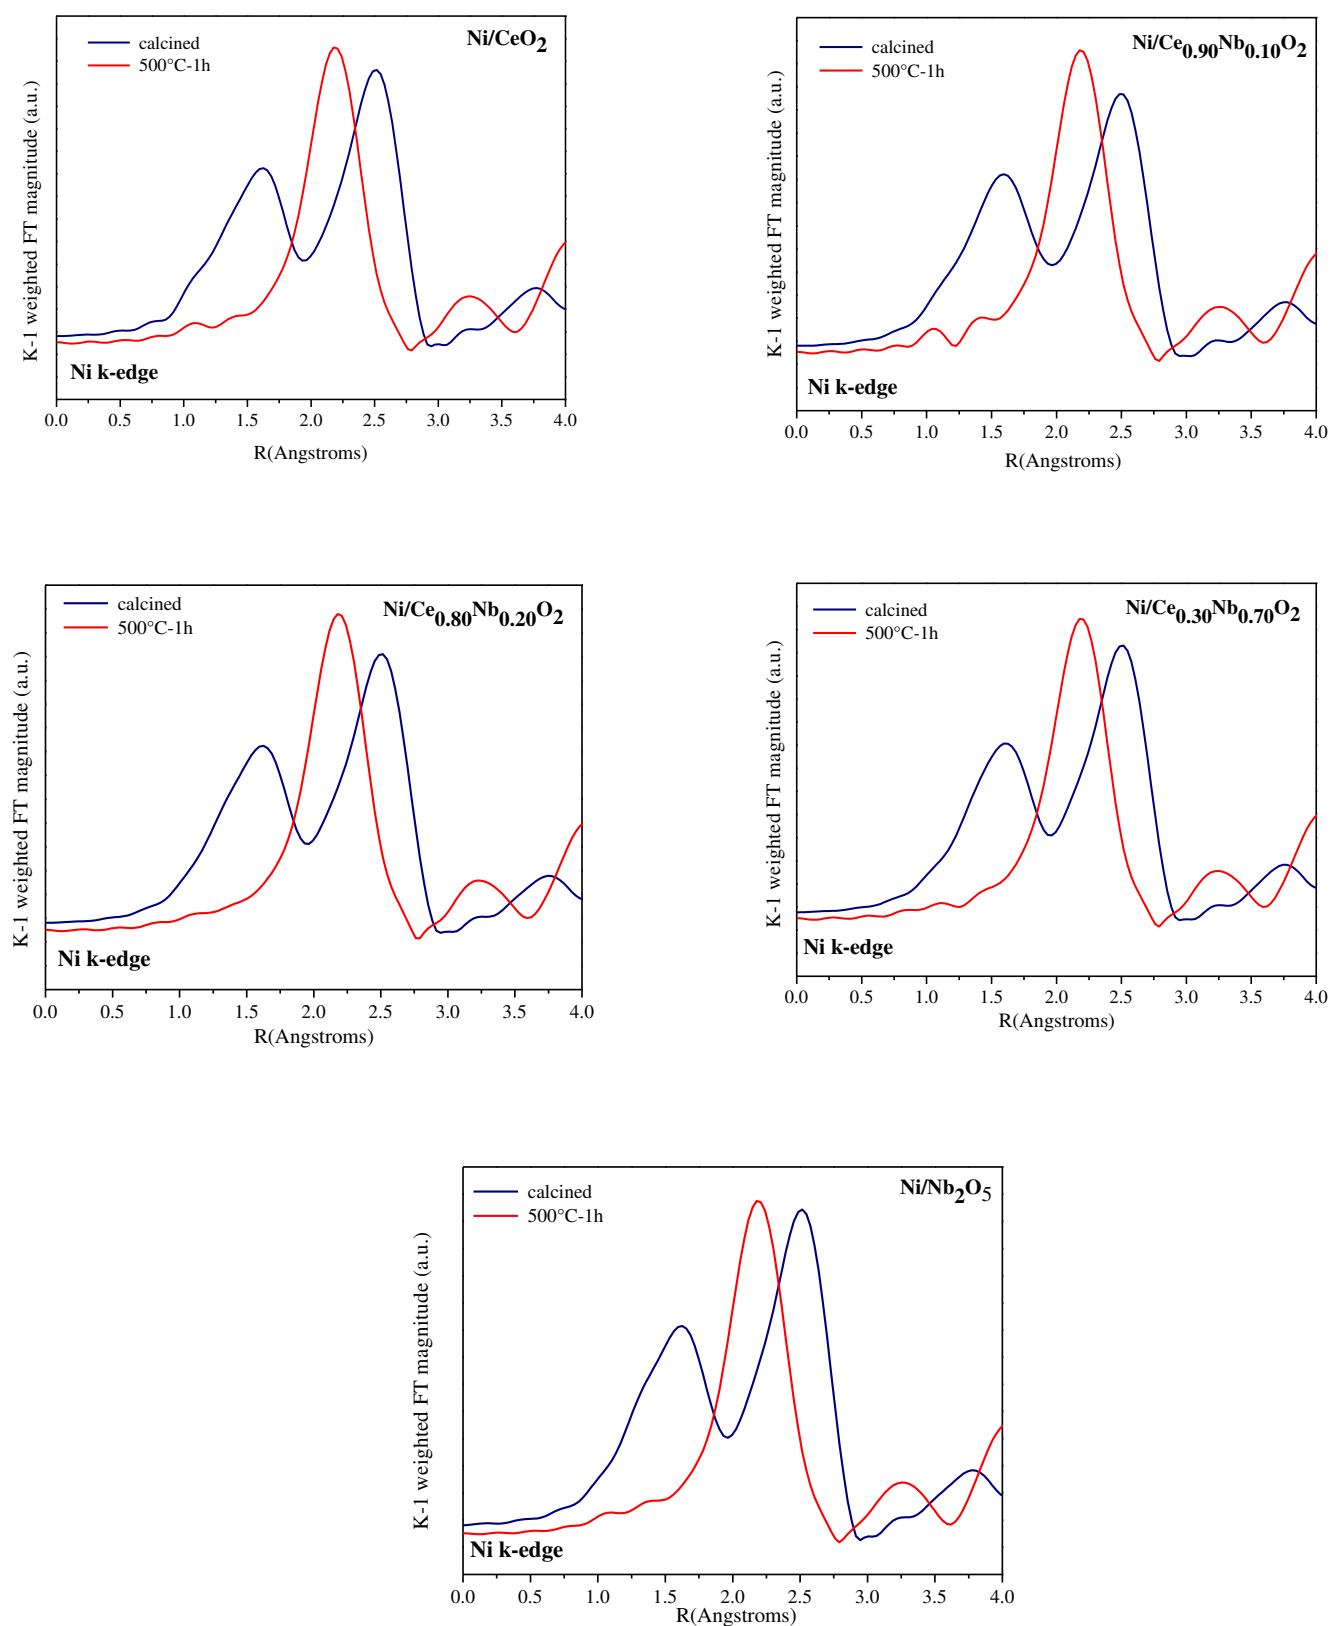 calcined
500°C-1h
Ni/CeO2
K-1 weighted FT magnitude (a.u.)
Ni k-edge
0.0 0.5 1.0 1.5 2.0 2.5 3.0 3.5 4.0
R(Angstroms)
calcined
500°C-1h
Ni/Ce0.90Nb0.10O2
K-1 weighted FT magnitude (a.u.)
Ni k-edge
0.0 0.5 1.0 1.5 2.0 2.5 3.0 3.5 4.0
R(Angstroms)
calcined
500°C-1h
Ni/Ce0.80Nb0.20O2
K-1 weighted FT magnitude (a.u.)
Ni k-edge
0.0 0.5 1.0 1.5 2.0 2.5 3.0 3.5 4.0
R(Angstroms)
calcined
500°C-1h
Ni/Ce0.30Nb0.70O2
K-1 weighted FT magnitude (a.u.)
Ni k-edge
0.0 0.5 1.0 1.5 2.0 2.5 3.0 3.5 4.0
R(Angstroms)
calcined
500°C-1h
Ni/Nb2O5
K-1 weighted FT magnitude (a.u.)
Ni k-edge
0.0 0.5 1.0 1.5 2.0 2.5 3.0 3.5 4.0
R(Angstroms)